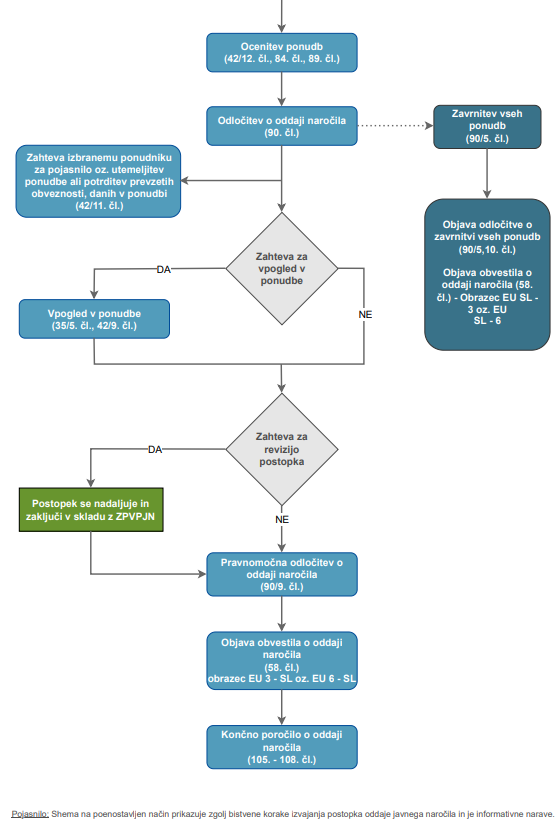 Ocenitev ponudb
(42/12. čl., 84. čl., 89. čl.)
Odločitev o oddaji naročila
(90. čl.)
Zavrnitev vseh
ponudb
(90/5. čl.)
Zahteva izbranemu ponudniku
za pojasnilo oz. utemeljitev
ponudbe ali potrditev prevzetih
obveznosti, danih v ponudbi
(42/11. čl.)
Objava odločitve o
zavrnitvi vseh ponudb
(90/5,10. čl.)
Objava obvestila o
oddaji naročila (58.
čl.) - Obrazec EU SL -
3 oz. EU
SL - 6
Zahteva za
vpogled v
ponudbe
DA
NE
Vpogled v ponudbe
(35/5. čl., 42/9. čl.)
Zahteva za
revizijo
postopka
DA
NE
Postopek se nadaljuje in
zaključi v skladu z ZPVPJN
Pravnomočna odločitev o
oddaji naročila
(90/9. čl.)
Objava obvestila o oddaji
naročila
(58. čl.)
obrazec EU 3 - SL oz. EU 6 - SL
Končno poročilo o oddaji
naročila
(105. - 108. čl.)
Pojasnilo: Shema na poenostavljen način prikazuje zgolj bistvene korake izvajanja postopka oddaje javnega naročila in je informativne narave.